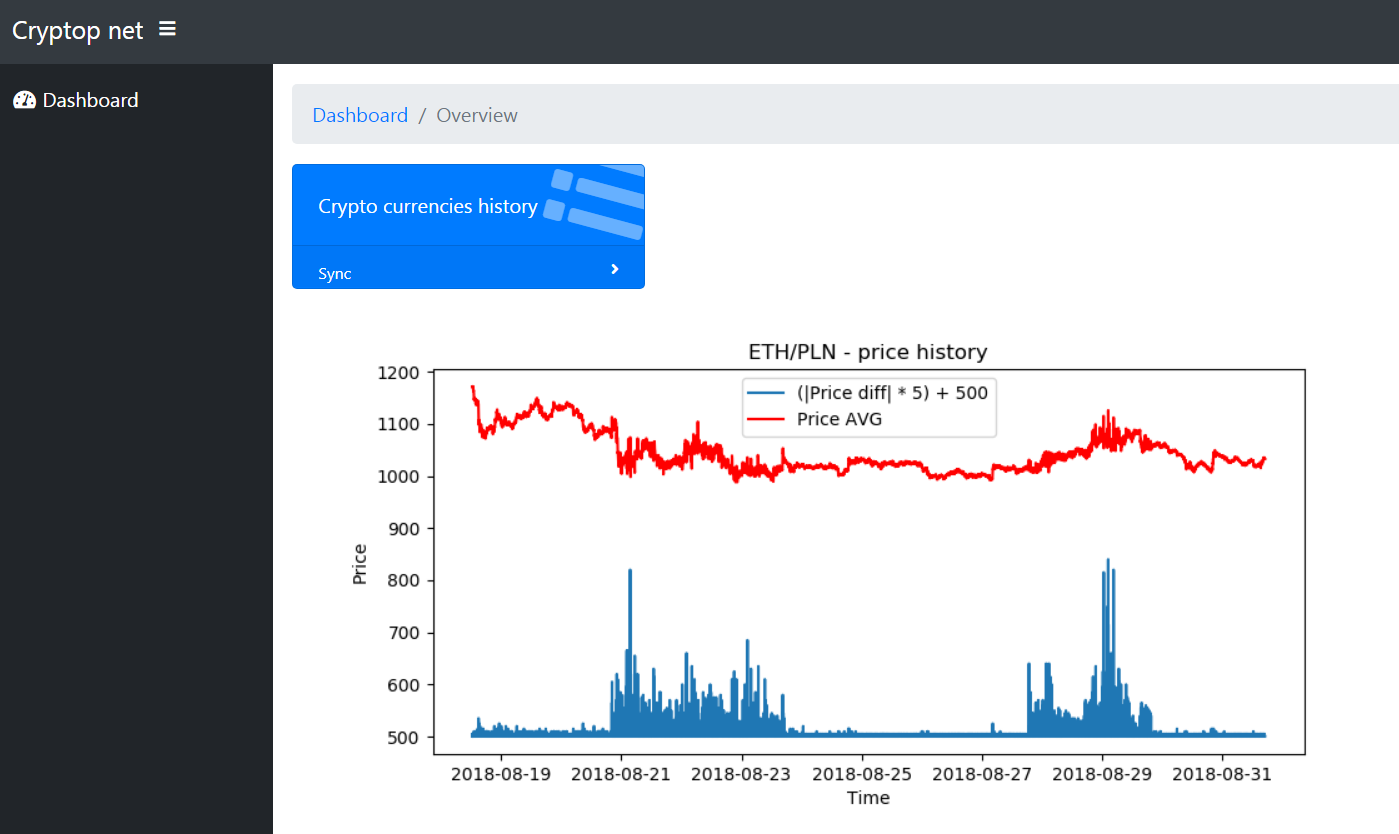 Cryptop net
Dashboard
Dashboard / Overview
Crypto currencies history
Sync
ETH/PLN - price history
(|Price diff| * 5) + 500
Price AVG
1200
1100
1000
900
800
700
600
500
Price
2018-08-19 2018-08-21 2018-08-23 2018-08-25 2018-08-27 2018-08-29 2018-08-31
Time